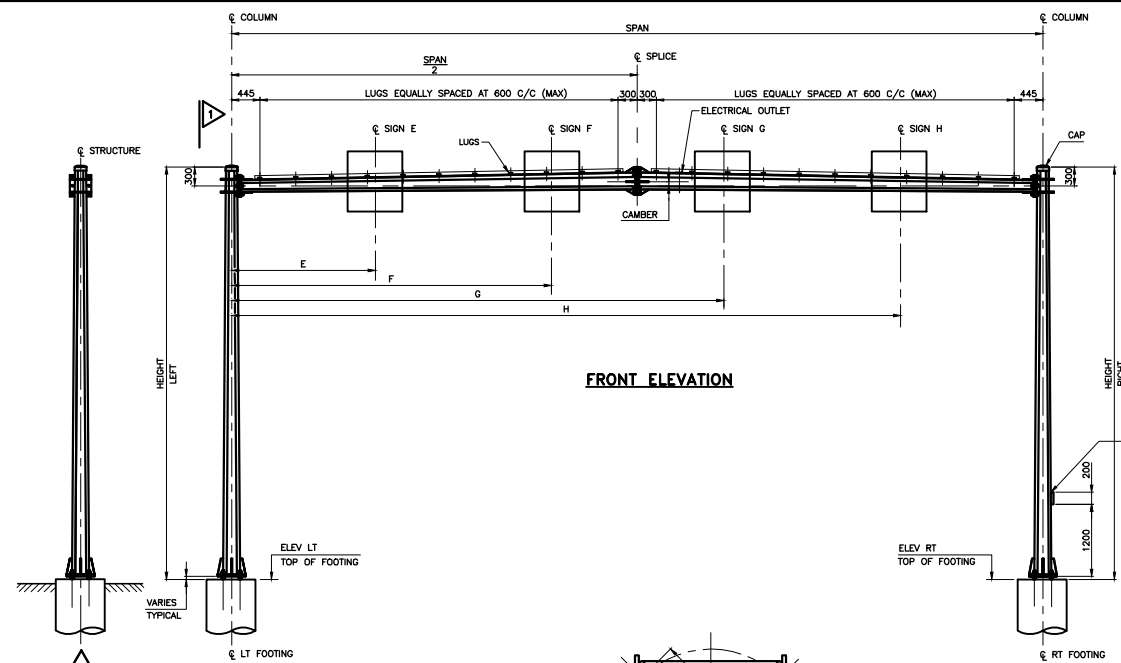 ℄ COLUMN
℄ COLUMN
SPAN
SPAN
2
℄ SPLICE
445
LUGS EQUALLY SPACED AT 600 C/C (MAX)
300
300
LUGS EQUALLY SPACED AT 600 C/C (MAX)
445
1
ELECTRICAL OUTLET
℄ SIGN E
℄ SIGN F
℄ SIGN G
℄ SIGN H
CAP
LUGS
℄ STRUCTURE
300
300
CAMBER
E
F
G
H
HEIGHT
LEFT
FRONT ELEVATION
HEIGHT
200
1200
ELEV LT
TOP OF FOOTING
ELEV RT
TOP OF FOOTING
VARIES
TYPICAL
℄ LT FOOTING
℄ RT FOOTING